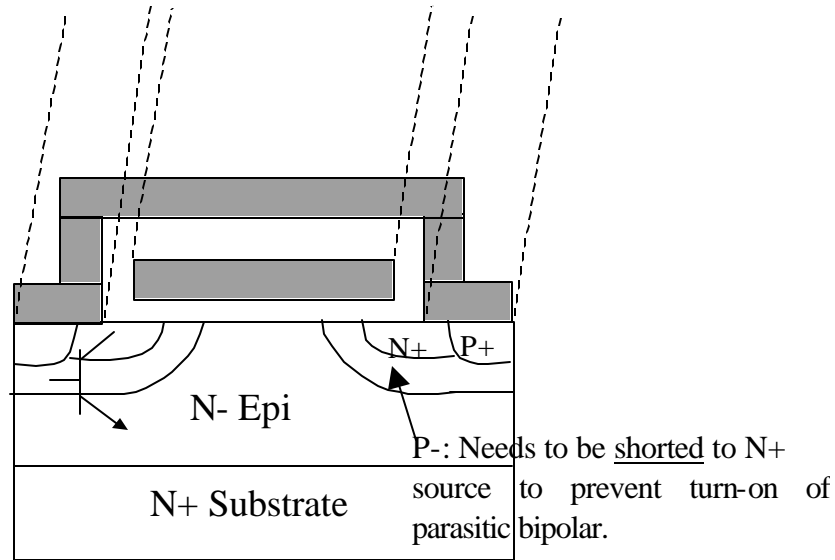 N+ P+
N- Epi
P-: Needs to be shorted to N+
source to prevent turn-on of
parasitic bipolar.
N+ Substrate